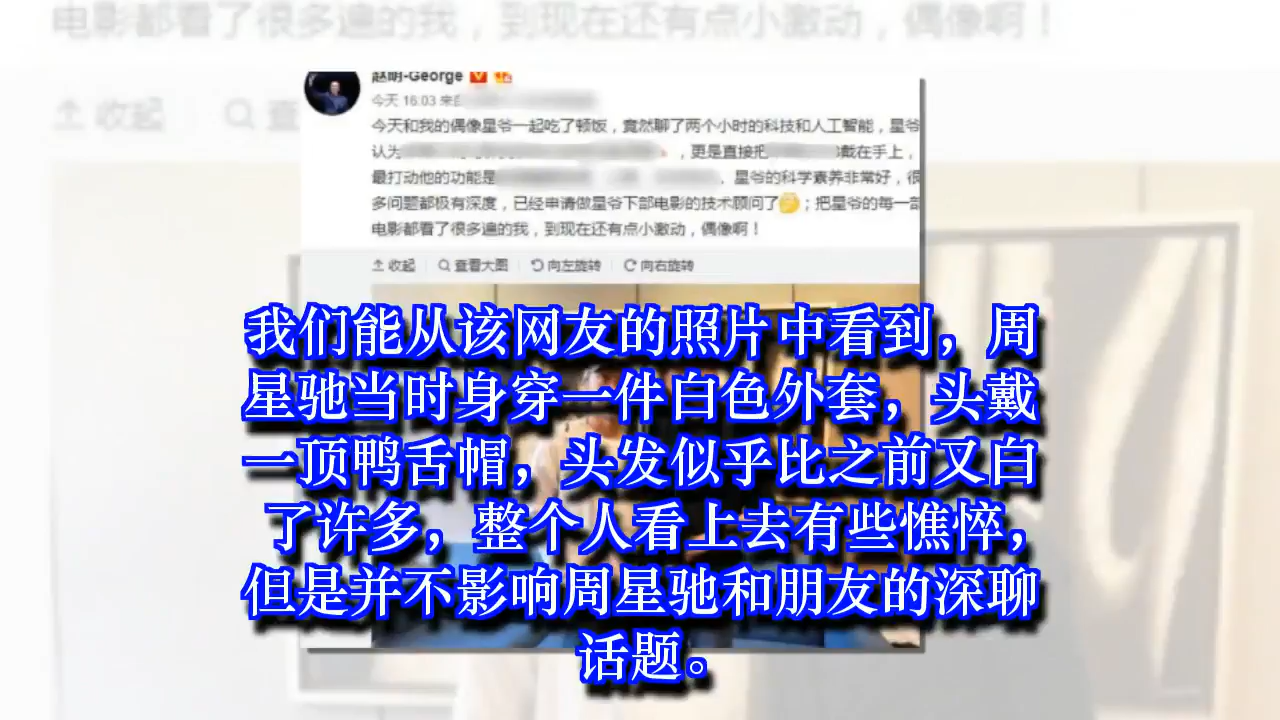 电影都看了很多遍的我，到现在还有点小激动，偶像啊！
收起
赵明-George
今天 16:03 来自
今天和我的偶像星爷一起吃了顿饭，竟然聊了两个小时的科技和人工智能，星爷
认为 ，更是直接把 戴在手上，
最打动他的功能是 ．星爷的科学素养非常好，很
多问题都极有深度，已经申请做星爷下部电影的技术顾问了；把星爷的每一部
电影都看了很多遍的我，到现在还有点小激动，偶像啊！
收起 查看大图 向左旋转 向右旋转
我们能从该网友的照片中看到，周
星驰当时身穿一件白色外套，头戴
一顶鸭舌帽，头发似乎比之前又白
了许多，整个人看上去有些憔悴，
但是并不影响周星驰和朋友的深聊
话题。